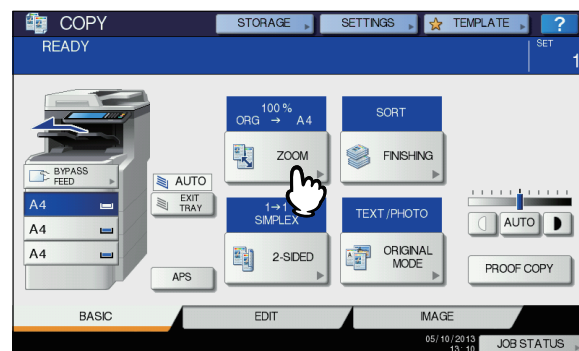 COPY
STORAGE
SETTINGS
TEMPLATE
?
READY
SET
1
100 %
ORG → A4
ZOOM
SORT
FINISHING
BYPASS
FEED
AUTO
EXIT
TRAY
A4
A4
A4
APS
1→1
SIMPLEX
2-SIDED
TEXT/PHOTO
ORIGINAL
MODE
AUTO
PROOF COPY
BASIC
EDIT
IMAGE
05/10/2013
13:10
JOB STATUS